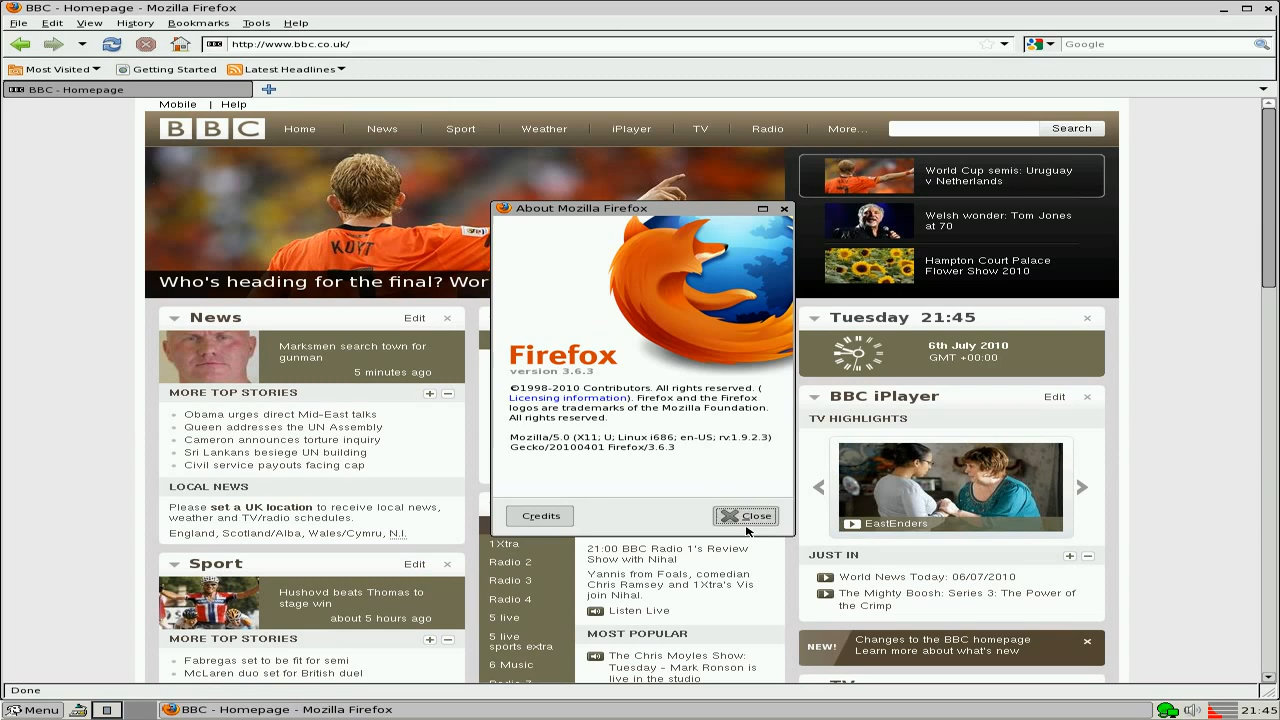 BBC - Homepage - Mozilla Firefox
File Edit View History Bookmarks Tools Help
http://www.bbc.co.uk/
Google
Most Visited Getting Started Latest Headlines
BBC - Homepage
Mobile | Help
BBC Home News Sport Weather iPlayer TV Radio More... Search
KUYT
Who's heading for the final? Wor
World Cup semis: Uruguay
v Netherlands
Welsh wonder: Tom Jones
at 70
Hampton Court Palace
Flower Show 2010
About Mozilla Firefox
Firefox
version 3.6.3
©1998-2010 Contributors. All rights reserved. (
Licensing information). Firefox and the Firefox
logos are trademarks of the Mozilla Foundation.
All rights reserved.
Mozilla/5.0 (X11; U; Linux i686; en-US; rv:1.9.2.3)
Gecko/20100401 Firefox/3.6.3
Credits Close
News Edit
Marksmen search town for
gunman
5 minutes ago
MORE TOP STORIES
Obama urges direct Mid-East talks
Queen addresses the UN Assembly
Cameron announces torture inquiry
Sri Lankans besiege UN building
Civil service payouts facing cap
LOCAL NEWS
Please set a UK location to receive local news,
weather and TV/radio schedules.
England, Scotland/Alba, Wales/Cymru, N.I.
Sport Edit
Hushovd beats Thomas to
stage win
about 5 hours ago
MORE TOP STORIES
Fabregas set to be fit for semi
McLaren duo set for British duel
1Xtra
Radio 2
Radio 3
Radio 4
5 live
5 live
sports extra
6 Music
Radio 7
21:00 BBC Radio 1's Review
Show with Nihal
Yannis from Foals, comedian
Chris Ramsey and 1Xtra's Vis
join Nihal.
Listen Live
MOST POPULAR
The Chris Moyles Show:
Tuesday – Mark Ronson is
live in the studio
Tuesday 21:45
6th July 2010
GMT +00:00
BBC iPlayer Edit
TV HIGHLIGHTS
EastEnders
JUST IN
World News Today: 06/07/2010
The Mighty Boosh: Series 3: The Power of
the Crimp
NEW!
Changes to the BBC homepage
Learn more about what's new
TV
Done
Menu BBC - Homepage - Mozilla Firefox 21:45